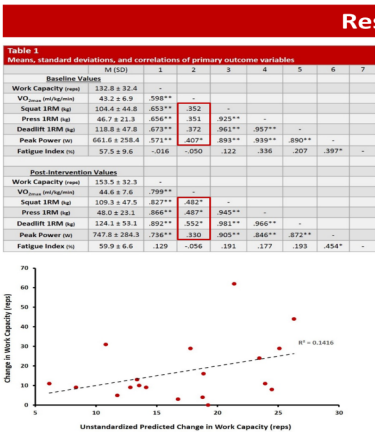 Res
Table 1
Means, standard deviations, and correlations of primary outcome variables
M (SD) 1 2 3 4 5 6 7
Baseline Values
Work Capacity (reps) 132.8 ± 32.4 -
VO2max (ml/kg/min) 43.2 ± 6.9 .598** -
Squat 1RM (kg) 104.4 ± 44.8 .653** .352 -
Press 1RM (kg) 46.7 ± 21.3 .656** .351 .925** -
Deadlift 1RM (kg) 118.8 ± 47.8 .673** .372 .961** .957** -
Peak Power (W) 661.6 ± 258.4 .571** .407* .893** .939** .890** -
Fatigue Index (%) 57.5 ± 9.6 -.016 -.050 .122 .336 .207 .397* -
Post-Intervention Values
Work Capacity (reps) 153.5 ± 32.3 -
VO2max (ml/kg/min) 44.6 ± 7.6 .799** -
Squat 1RM (kg) 109.3 ± 47.5 .827** .482* -
Press 1RM (kg) 48.0 ± 23.1 .866** .487* .945** -
Deadlift 1RM (kg) 124.1 ± 53.1 .892** .552* .981** .966** -
Peak Power (W) 747.8 ± 284.3 .736** .330 .905** .846** .872** -
Fatigue Index (%) 59.9 ± 6.6 .129 -.056 .191 .177 .193 .454* -
Change in Work Capacity (reps)
70
60
50
40
30
20
10
0
R² = 0.1416
5 10 15 20 25 30
Unstandardized Predicted Change in Work Capacity (reps)